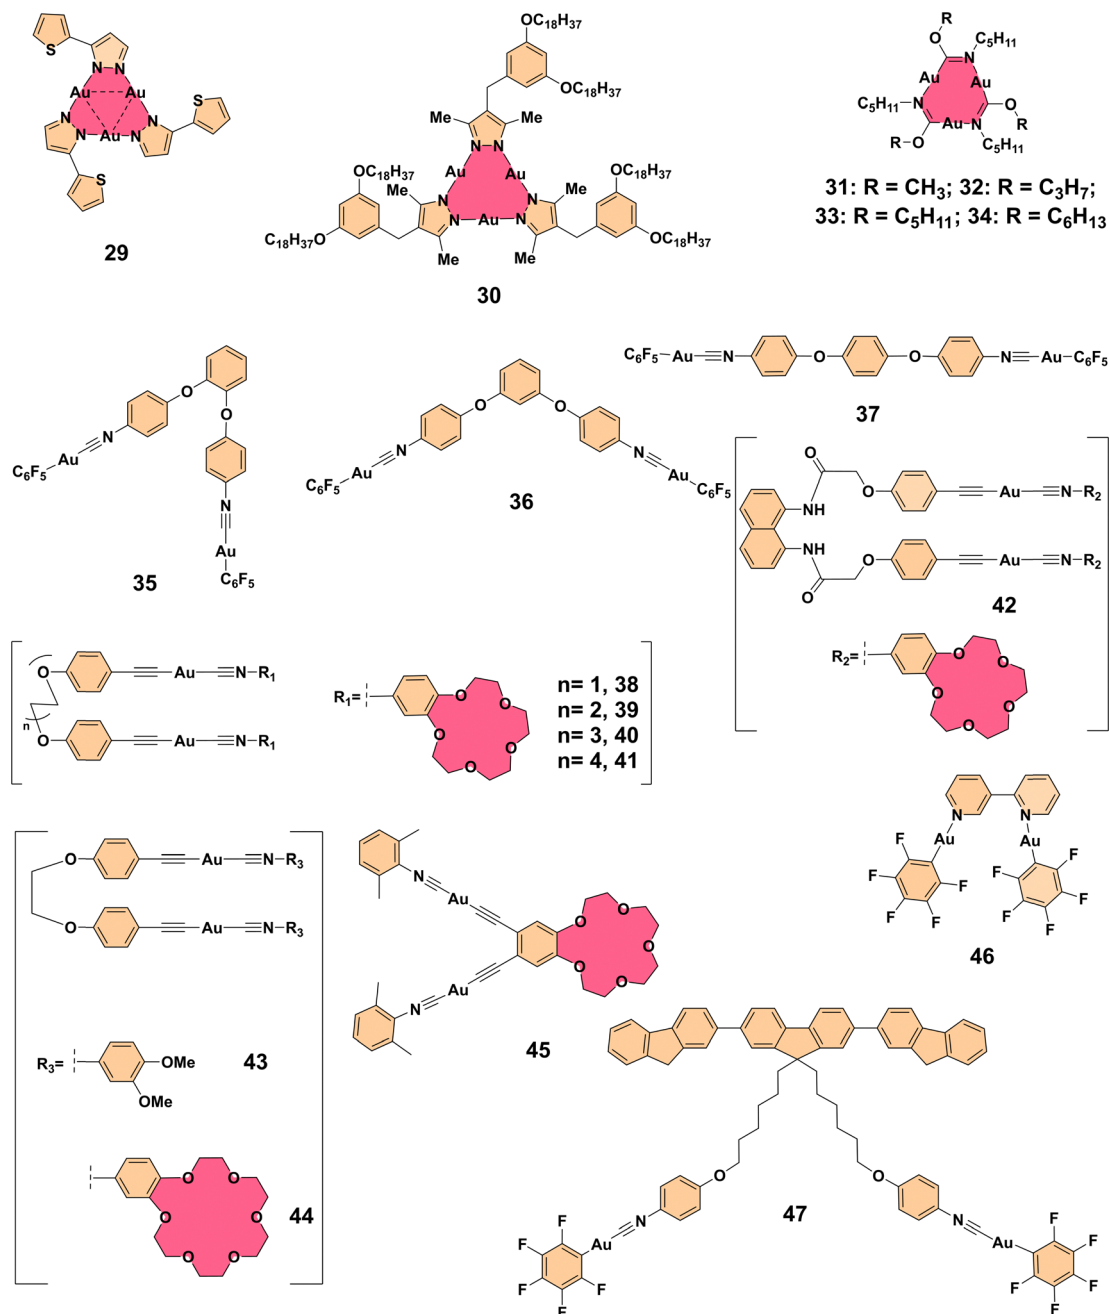 S
N N
Au Au
N N
S
N Au N
S
29
OC18H37
OC18H37
Me Me
N N
OC18H37
Me
Au Au
Me
OC18H37
N N
C18H37O
N Au N
OC18H37
Me Me
30
R
O C5H11
N
Au Au
C5H11 N
O
Au N R
R O C5H11
31: R = CH3; 32: R = C3H7;
33: R = C5H11; 34: R = C6H13
O
O
N
Au
C6F5
N
Au
C6F5
35
O O
N N
Au Au
C6F5 C6F5
36
C6F5 Au N O O N Au C6F5
37
O
O Au N-R2
NH
NH
O Au N-R2
O
42
R2=
O O
O O
O
O Au N-R1
n
O Au N-R1
R1=
O O
O O
O
n= 1, 38
n= 2, 39
n= 3, 40
n= 4, 41
O Au N R3
O Au N R3
R3=
OMe
OMe
43
O O
O O
O O
44
N
Au
O O
O
O O
Au
N
45
N N
Au Au
F F F F
F F F F
F F
46
O O
N N
Au Au
F F F F
F F F F
F F
47